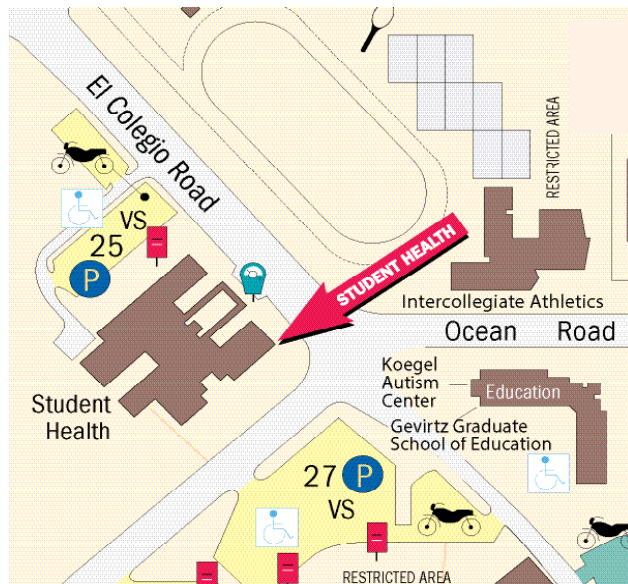 El Colegio Road
RESTRICTED AREA
VS
25
P
STUDENT HEALTH
Intercollegiate Athletics
Ocean Road
Koegel
Autism
Center
Education
Student
Health
Gevirtz Graduate
School of Education
27 P
VS
RESTRICTED AREA